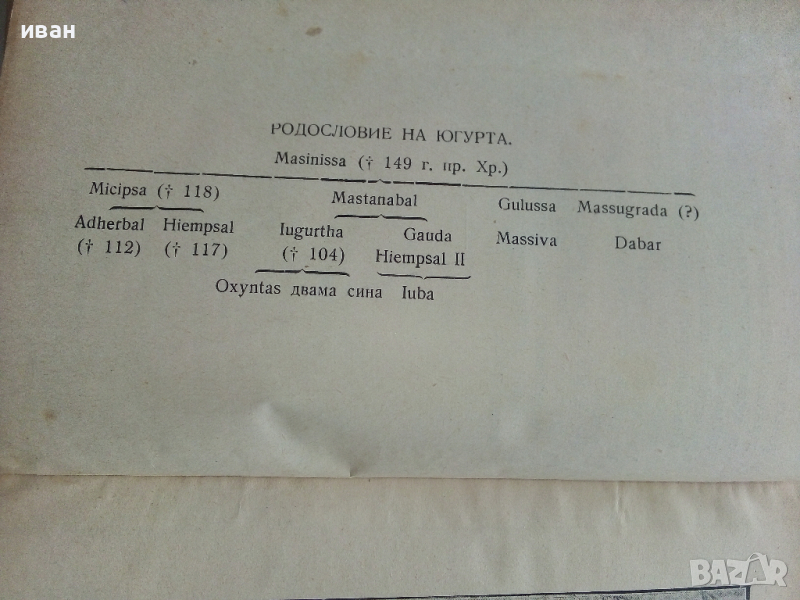 иван
РОДОСЛОВИЕ НА ЮГУРТА.
Masinissa († 149 г. пр. Хр.)
Micipsa († 118) Mastanabal Gulussa Massugrada (?)
Adherbal Hiempsal Iugurtha Gauda Massiva Dabar
(† 112) († 117) († 104) Hiempsal II
Oxyntas двама сина Iuba
BAZAR